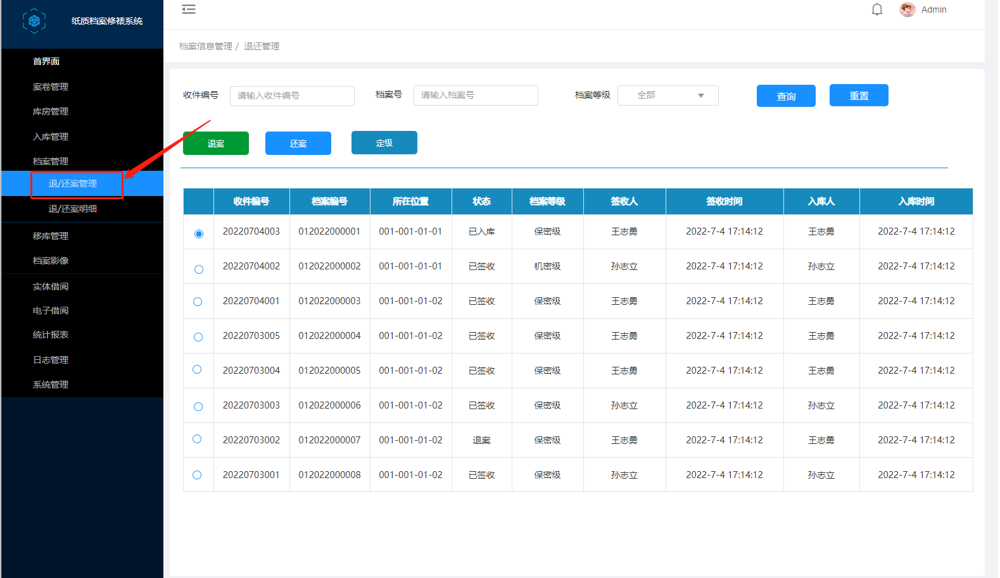 纸质档案修裱系统
Admin
首界面
案卷管理
库房管理
入库管理
档案管理
退/还案管理
退/还案明细
移库管理
档案影像
实体借阅
电子借阅
统计报表
日志管理
系统管理
档案信息管理 / 退还管理
收件编号 请输入收件编号 档案号 请输入档案号 档案等级 全部 查询 重置
退案 还案 定级
收件编号 档案编号 所在位置 状态 档案等级 签收人 签收时间 入库人 入库时间
20220704003 012022000001 001-001-01-01 已入库 保密级 王志勇 2022-7-4 17:14:12 王志勇 2022-7-4 17:14:12
20220704002 012022000002 001-001-01-01 已签收 机密级 孙志立 2022-7-4 17:14:12 孙志立 2022-7-4 17:14:12
20220704001 012022000003 001-001-01-02 已签收 保密级 王志勇 2022-7-4 17:14:12 王志勇 2022-7-4 17:14:12
20220703005 012022000004 001-001-01-02 已签收 保密级 王志勇 2022-7-4 17:14:12 王志勇 2022-7-4 17:14:12
20220703004 012022000005 001-001-01-02 已签收 保密级 王志勇 2022-7-4 17:14:12 王志勇 2022-7-4 17:14:12
20220703003 012022000006 001-001-01-02 已签收 保密级 孙志立 2022-7-4 17:14:12 孙志立 2022-7-4 17:14:12
20220703002 012022000007 001-001-01-02 退案 保密级 王志勇 2022-7-4 17:14:12 王志勇 2022-7-4 17:14:12
20220703001 012022000008 001-001-01-02 已签收 保密级 孙志立 2022-7-4 17:14:12 孙志立 2022-7-4 17:14:12